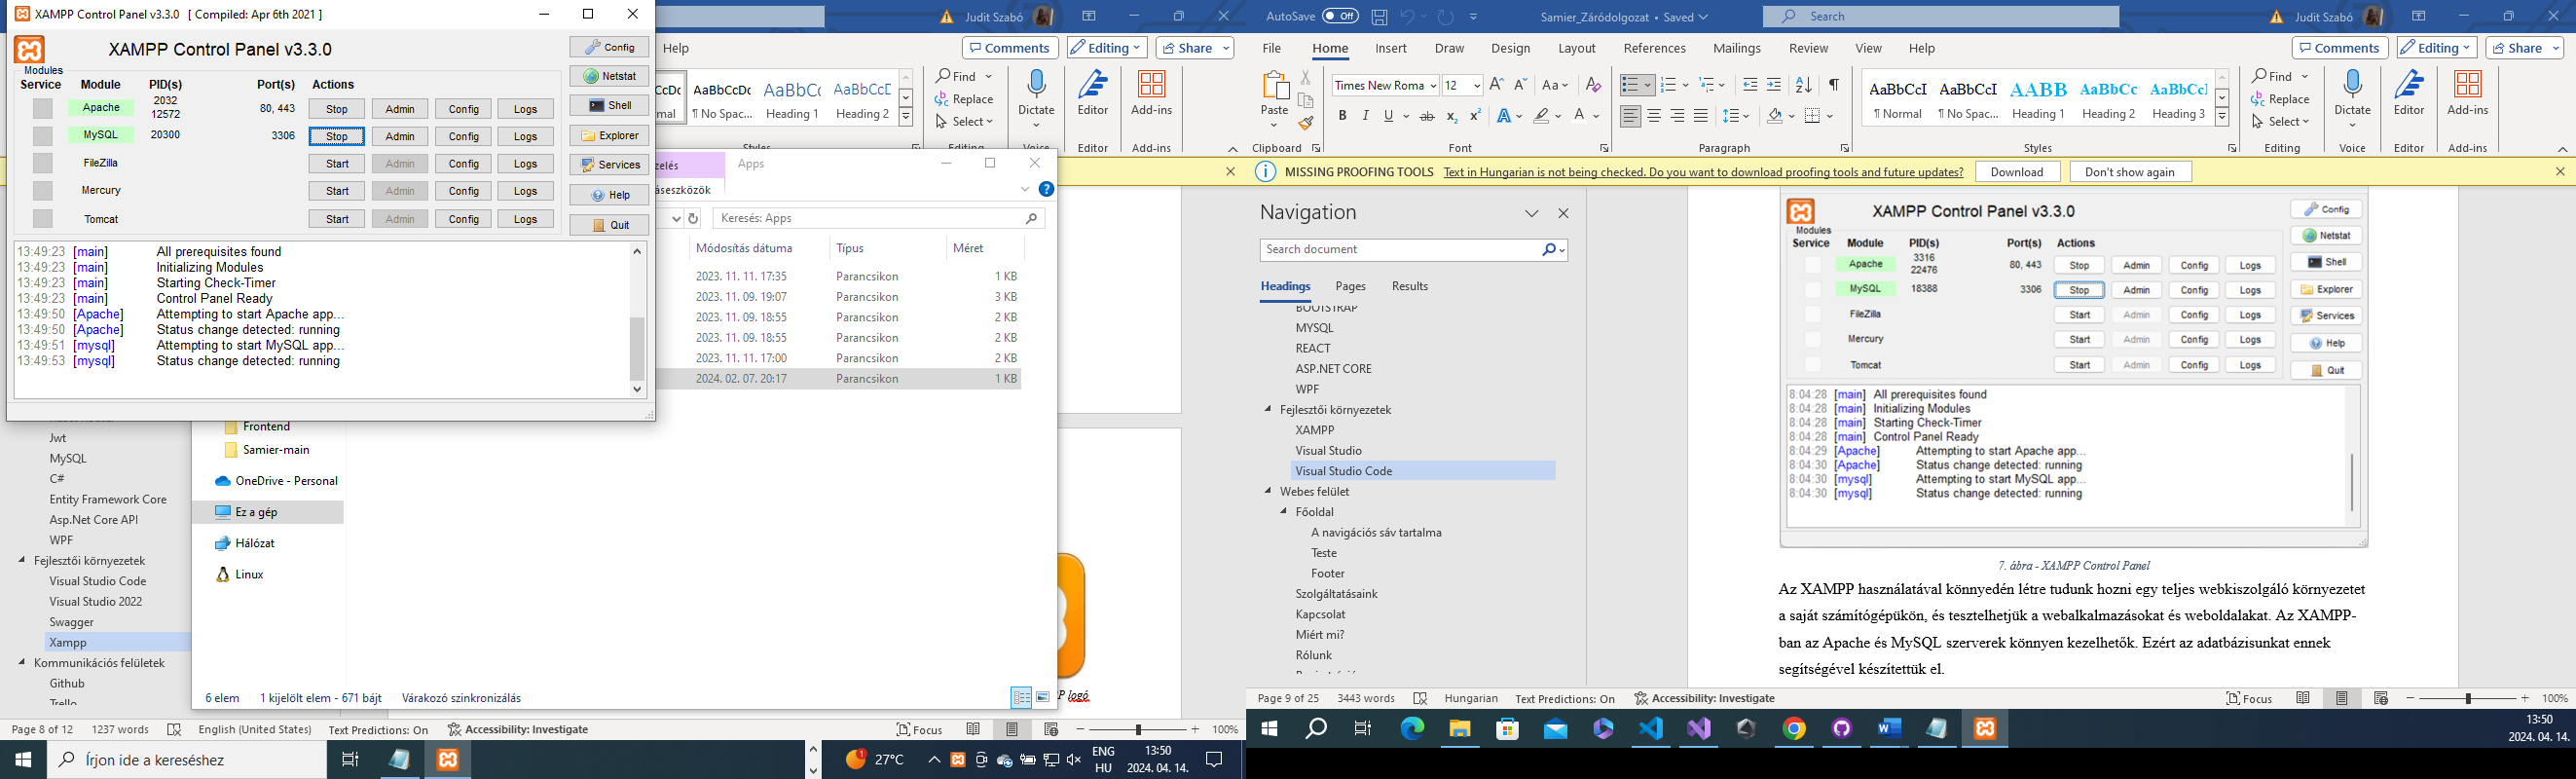 XAMPP Control Panel v3.3.0 [ Compiled: Apr 6th 2021 ]
XAMPP Control Panel v3.3.0
Config
Modules
Service Module PID(s) Port(s) Actions
Netstat
Apache 2032 12572 80, 443 Stop Admin Config Logs
Shell
MySQL 20300 3306 Stop Admin Config Logs
Explorer
FileZilla Start Admin Config Logs
Services
Mercury Start Admin Config Logs
Help
Tomcat Start Admin Config Logs
Quit
13:49:23 [main] All prerequisites found
13:49:23 [main] Initializing Modules
13:49:23 [main] Starting Check-Timer
13:49:23 [main] Control Panel Ready
13:49:50 [Apache] Attempting to start Apache app...
13:49:50 [Apache] Status change detected: running
13:49:51 [mysql] Attempting to start MySQL app...
13:49:53 [mysql] Status change detected: running
Judit Szabó
Help Comments Editing Share
AaBbCcDc AaBbCc AaBbCcD
¶ No Spac... Heading 1 Heading 2
Find
Replace
Select
Editing
Dictate
Voice
Editor
Editor
Add-ins
Add-ins
Apps
Keresés: Apps
Módosítás dátuma Típus Méret
2023. 11. 11. 17:35 Parancsikon 1 KB
2023. 11. 09. 19:07 Parancsikon 3 KB
2023. 11. 09. 18:55 Parancsikon 2 KB
2023. 11. 09. 18:55 Parancsikon 2 KB
2023. 11. 11. 17:00 Parancsikon 2 KB
2024. 02. 07. 20:17 Parancsikon 1 KB
Frontend
Samier-main
OneDrive - Personal
Ez a gép
Hálózat
Linux
6 elem 1 kijelölt elem - 671 bájt Várakozó szinkronizálás
Jwt
MySQL
C#
Entity Framework Core
Asp.Net Core API
WPF
Fejlesztői környezetek
Visual Studio Code
Visual Studio 2022
Swagger
Xampp
Kommunikációs felületek
Github
Trello
logó
Page 8 of 12 1237 words English (United States) Text Predictions: On Accessibility: Investigate Focus 100%
Írjon ide a kereséshez
27°C
ENG
HU
13:50
2024. 04. 14.
AutoSave Off Samier_Záródolgozat • Saved Search Judit Szabó
File Home Insert Draw Design Layout References Mailings Review View Help Comments Editing Share
Paste
Clipboard
Times New Roma 12
Font
Paragraph
AaBbCcI AaBbCcI AABB AaBbCc AaBbCcI
¶ Normal ¶ No Spac... Heading 1 Heading 2 Heading 3
Styles
Find
Replace
Select
Editing
Dictate
Voice
Editor
Editor
Add-ins
Add-ins
MISSING PROOFING TOOLS Text in Hungarian is not being checked. Do you want to download proofing tools and future updates? Download Don't show again
Navigation
Search document
Headings Pages Results
BOOTSTRAP
MYSQL
REACT
ASP.NET CORE
WPF
Fejlesztői környezetek
XAMPP
Visual Studio
Visual Studio Code
Webes felület
Főoldal
A navigációs sáv tartalma
Teste
Footer
Szolgáltatásaink
Kapcsolat
Miért mi?
Rólunk
XAMPP Control Panel v3.3.0
Config
Modules
Service Module PID(s) Port(s) Actions
Netstat
Apache 3316 22476 80, 443 Stop Admin Config Logs
Shell
MySQL 18388 3306 Stop Admin Config Logs
Explorer
FileZilla Start Admin Config Logs
Services
Mercury Start Admin Config Logs
Help
Tomcat Start Admin Config Logs
Quit
8:04:28 [main] All prerequisites found
8:04:28 [main] Initializing Modules
8:04:28 [main] Starting Check-Timer
8:04:28 [main] Control Panel Ready
8:04:29 [Apache] Attempting to start Apache app...
8:04:30 [Apache] Status change detected: running
8:04:30 [mysql] Attempting to start MySQL app...
8:04:30 [mysql] Status change detected: running
7. ábra - XAMPP Control Panel
Az XAMPP használatával könnyedén létre tudunk hozni egy teljes webkiszolgáló környezetet
a saját számítógépükön, és tesztelhetjük a webalkalmazásokat és weboldalakat. Az XAMPP-
ban az Apache és MySQL szerverek könnyen kezelhetők. Ezért az adatbázisunkat ennek
segítségével készítettük el.
Page 9 of 25 3443 words Hungarian Text Predictions: On Accessibility: Investigate Focus 100%
13:50
2024. 04. 14.